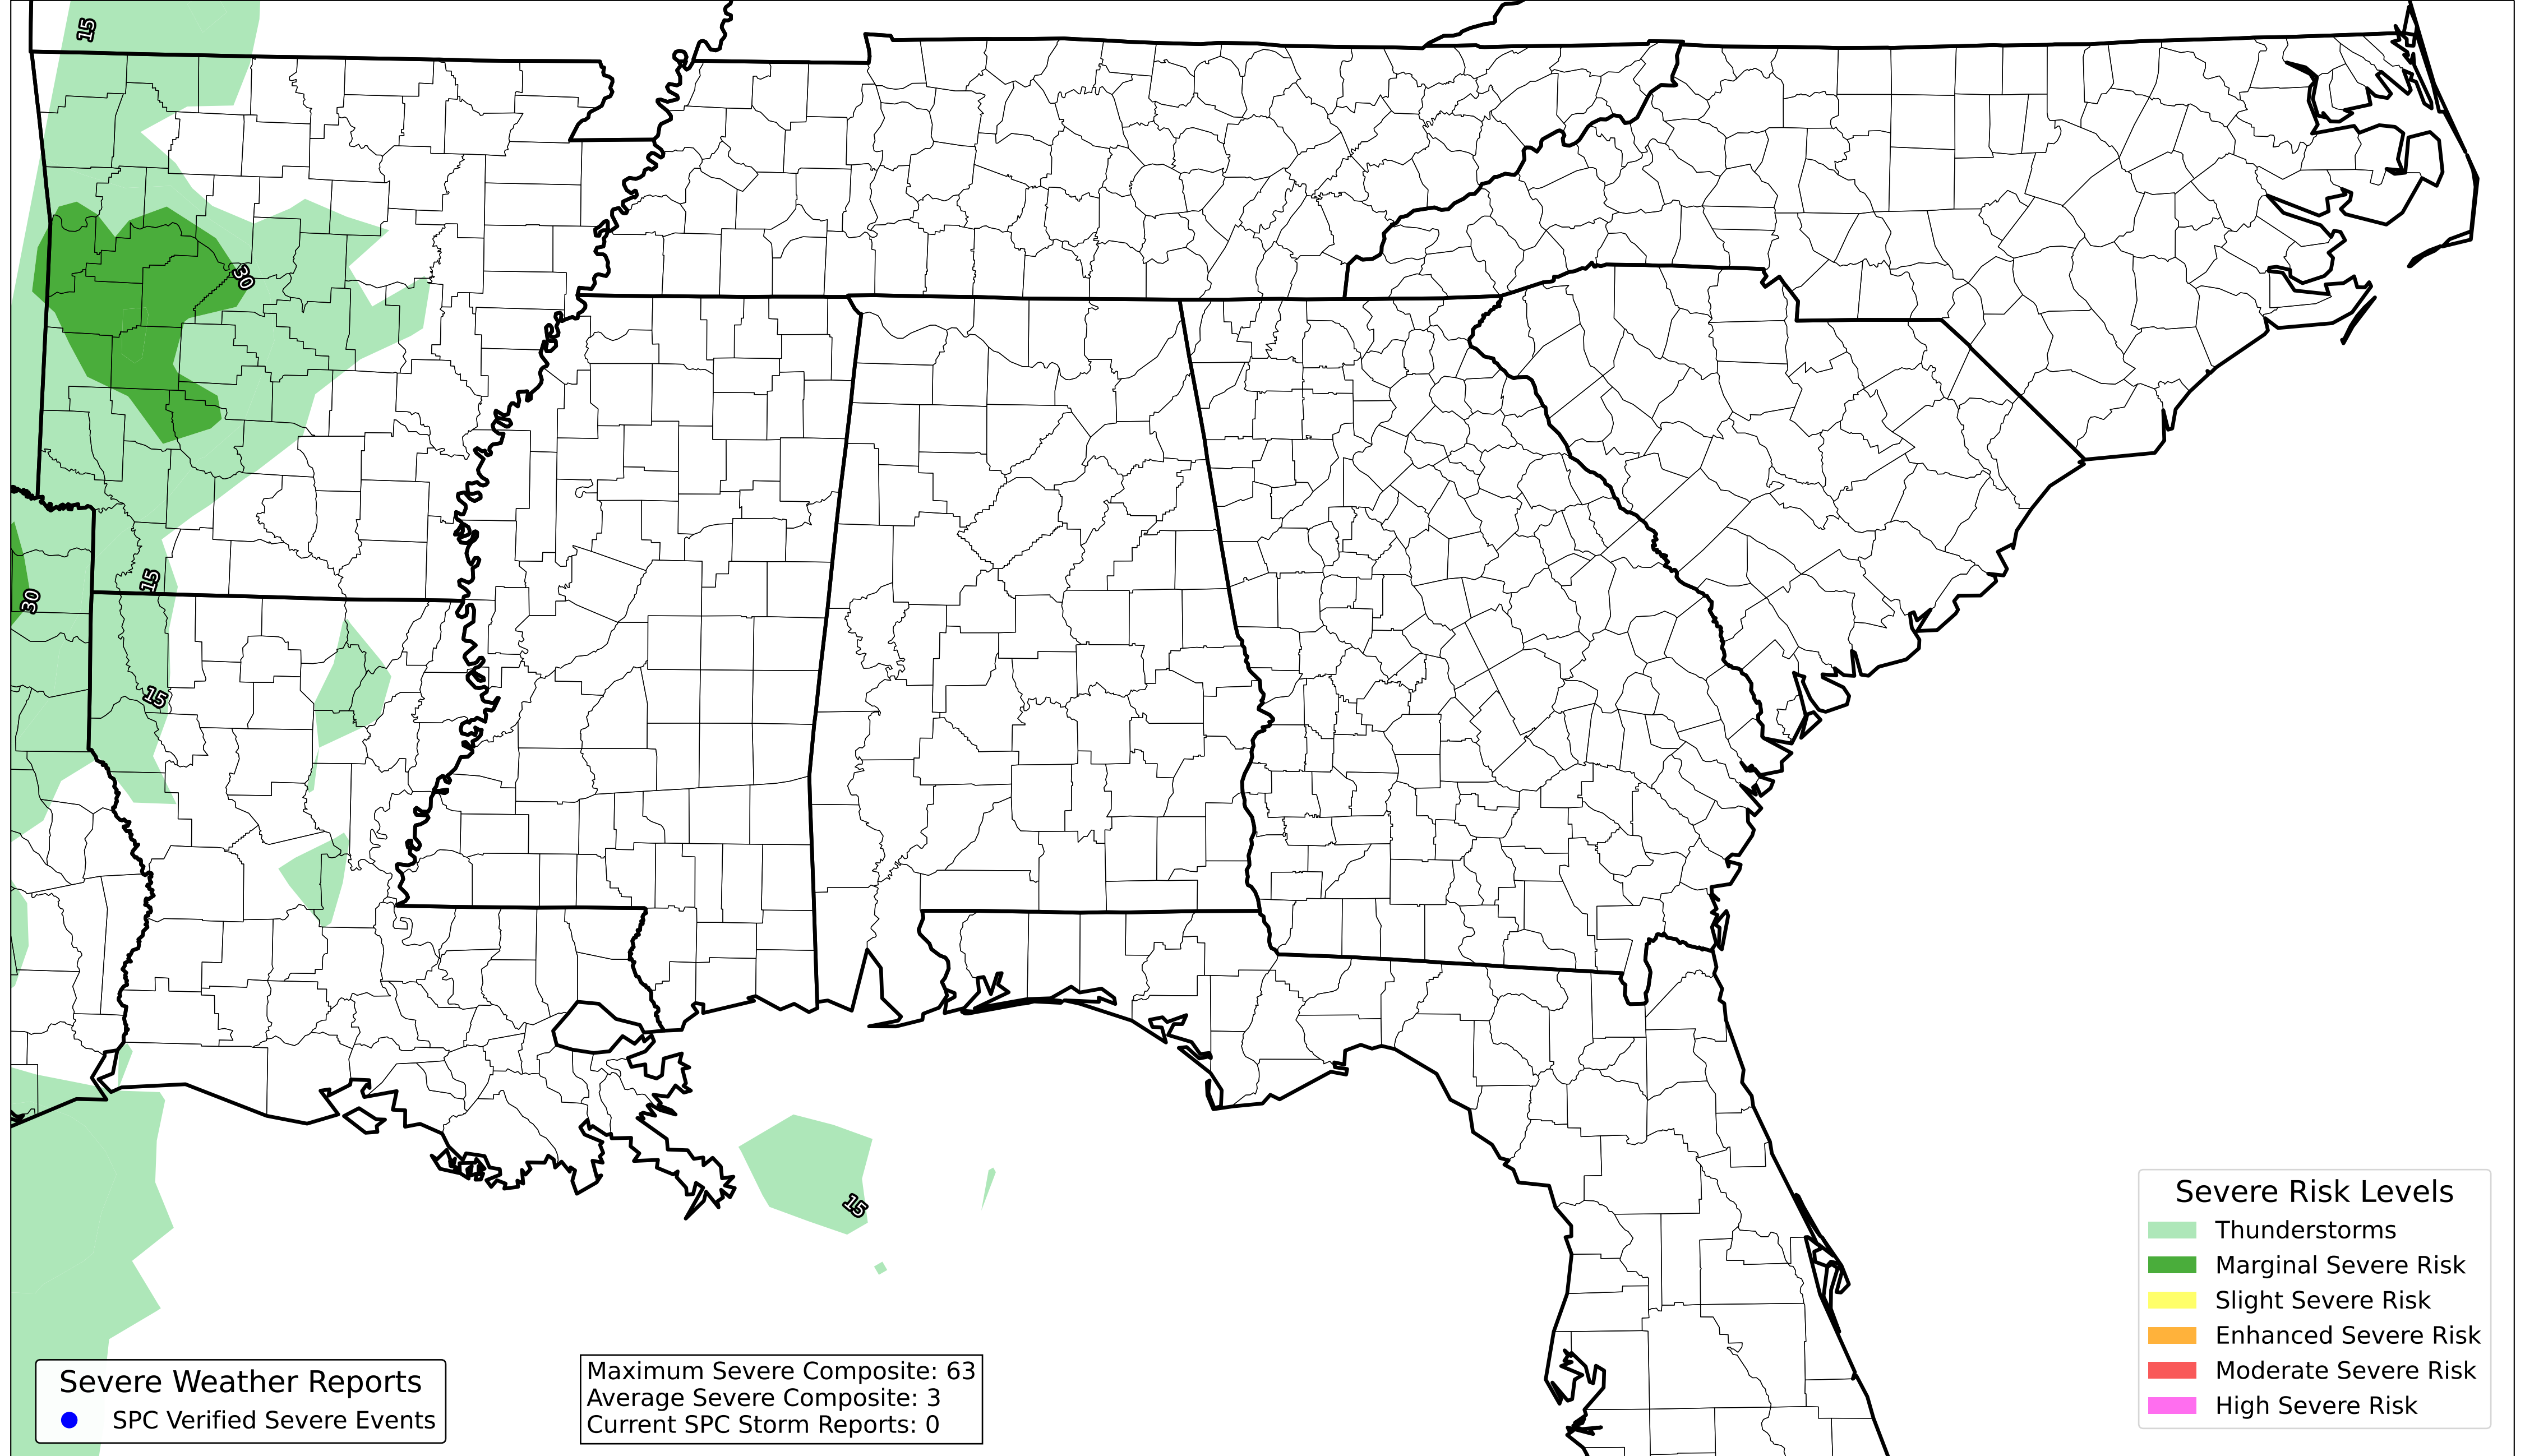 15
30
30
15
15
15
Severe Risk Levels
Thunderstorms
Marginal Severe Risk
Slight Severe Risk
Enhanced Severe Risk
Moderate Severe Risk
High Severe Risk
Severe Weather Reports
SPC Verified Severe Events
Maximum Severe Composite: 63
Average Severe Composite: 3
Current SPC Storm Reports: 0